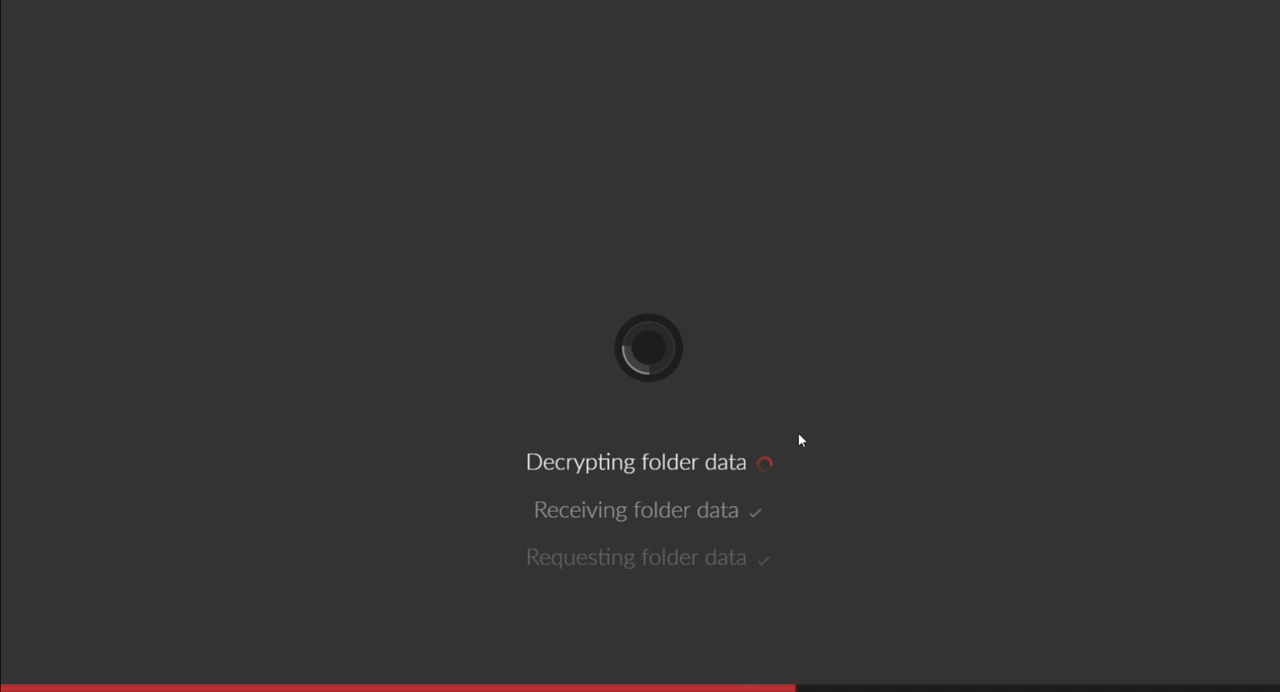 Decrypting folder data
Receiving folder data
Requesting folder data